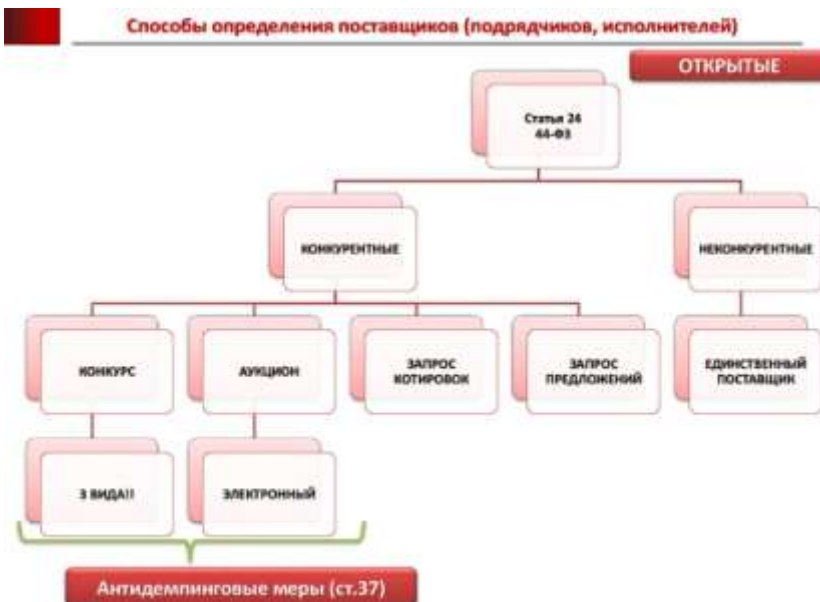 Способы определения поставщиков (подрядчиков, исполнителей)
ОТКРЫТЫЕ
Статья 24
44-ФЗ
КОНКУРЕНТНЫЕ
НЕКОНКУРЕНТНЫЕ
КОНКУРС
АУКЦИОН
ЗАПРОС
КОТИРОВОК
ЗАПРОС
ПРЕДЛОЖЕНИЙ
ЕДИНСТВЕННЫЙ
ПОСТАВЩИК
3 ВИДА!!
ЭЛЕКТРОННЫЙ
Антидемпинговые меры (ст.37)